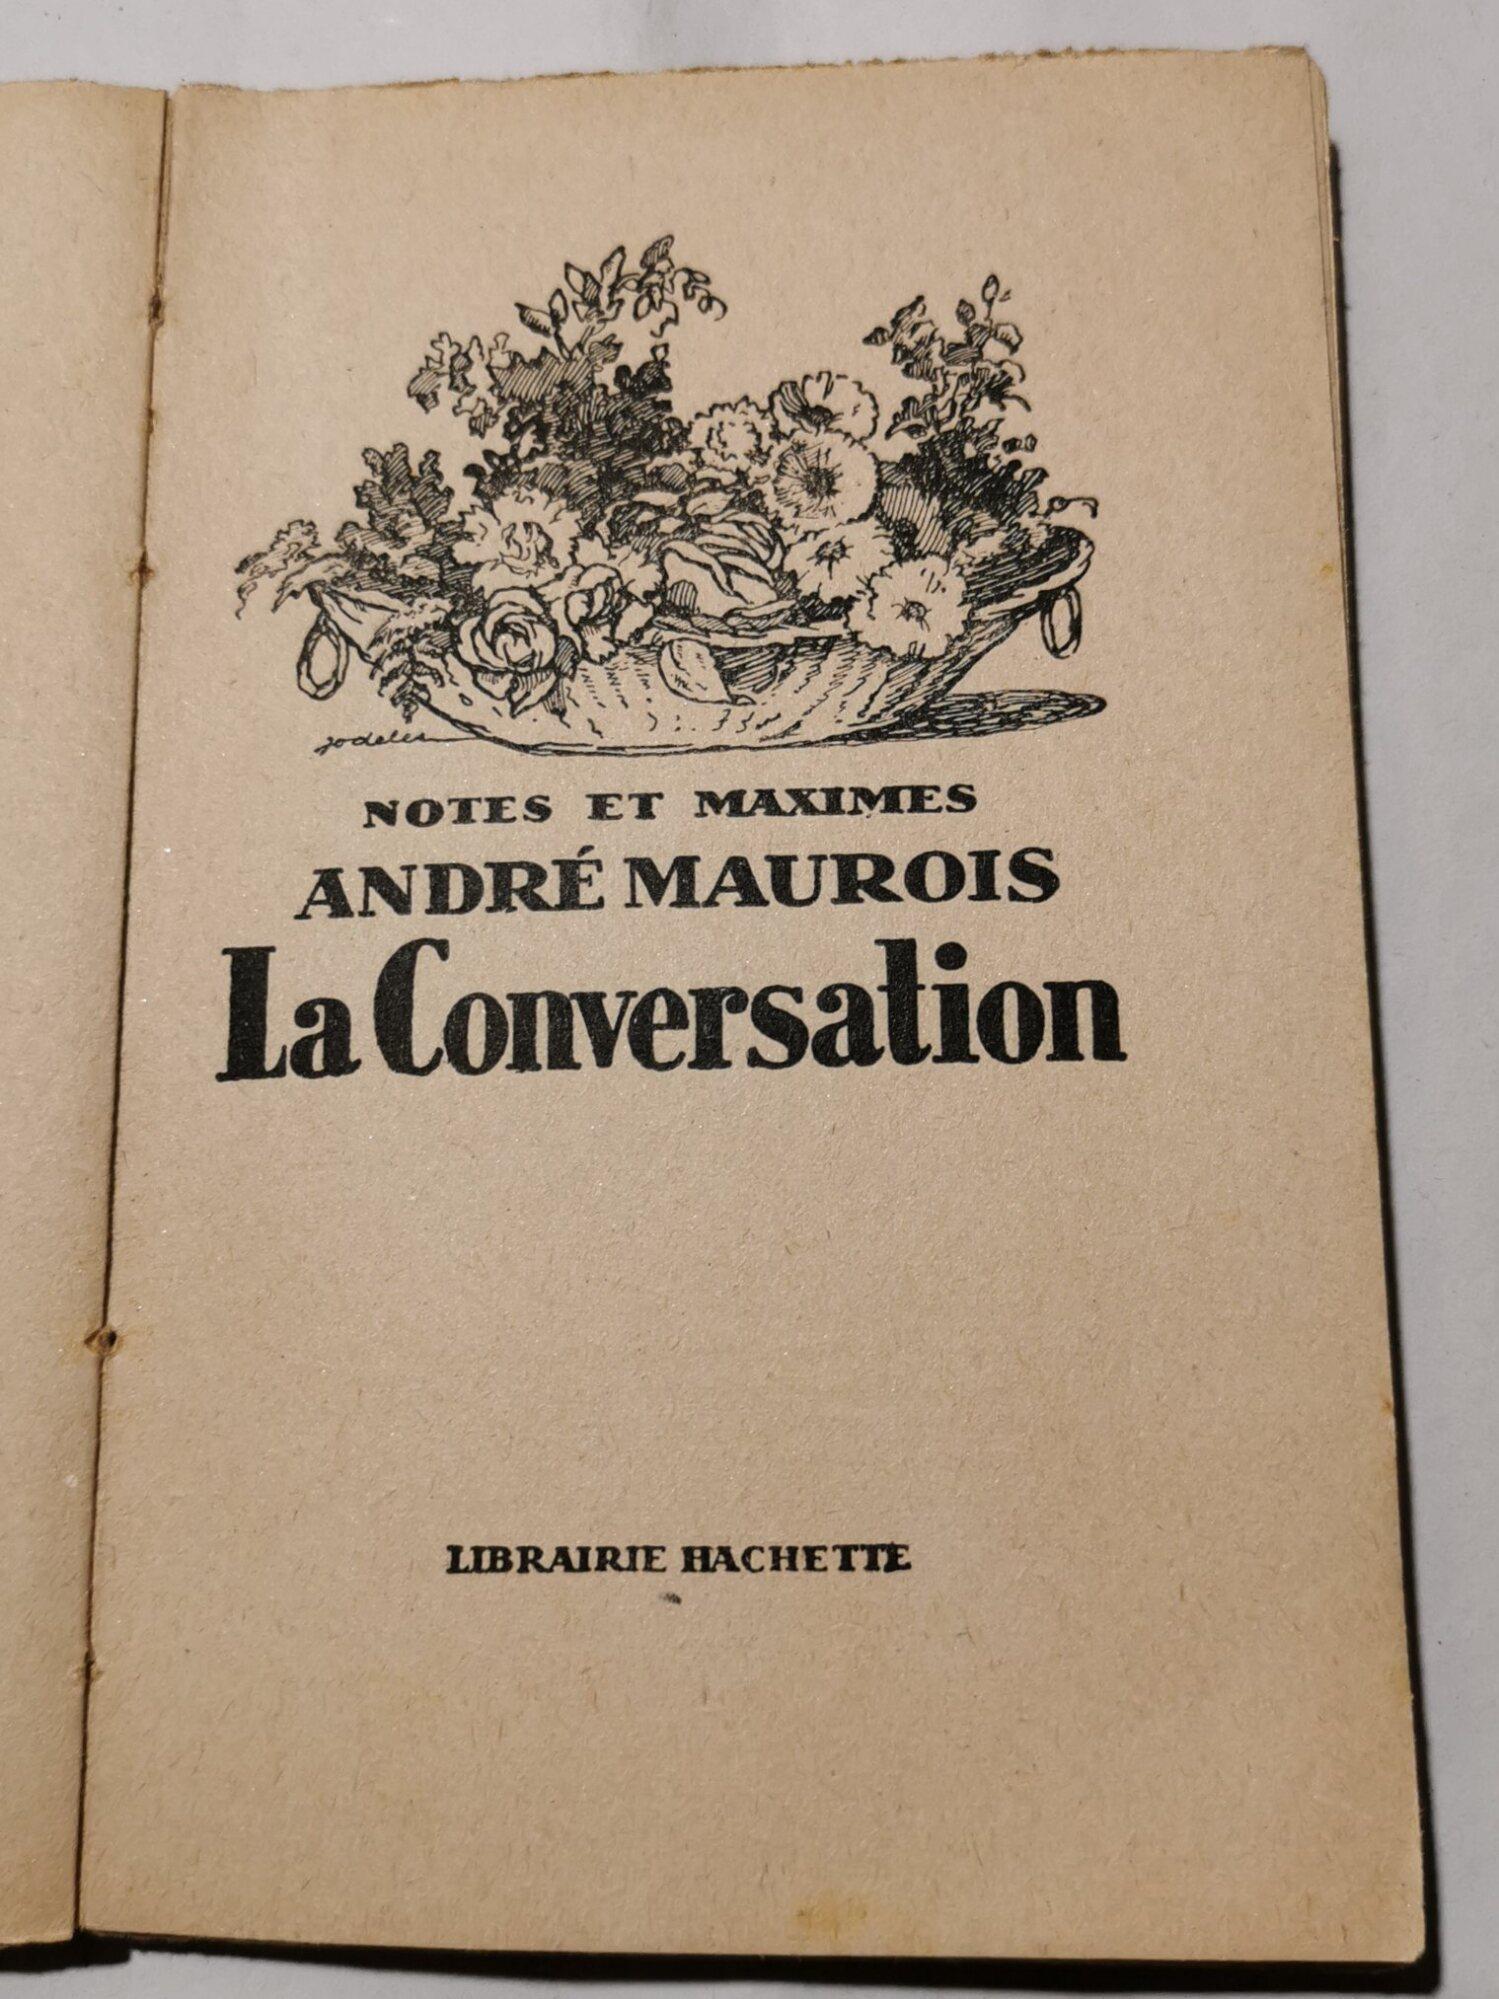 NOTES ET MAXIMES
ANDRÉ MAUROIS
La Conversation
LIBRAIRIE HACHETTE